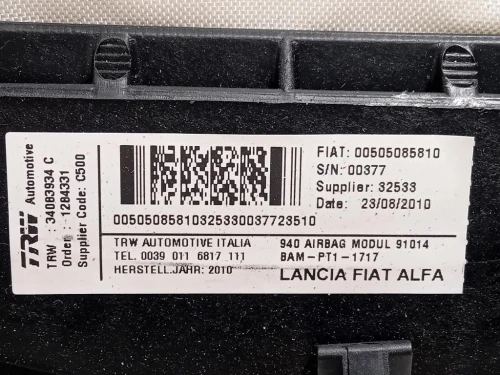 TRW Automotive
TRW : 34083934 C
Order : 1284331
Supplier Code: C500
FIAT: 00505085810
S/N: 00377
Supplier: 32533
Date: 23/08/2010
00505085810325330037723510
TRW AUTOMOTIVE ITALIA
TEL. 0039 011 6817 111
HERSTELL.JAHR: 2010
940 AIRBAG MODUL 91014
BAM-PT1-1717
LANCIA FIAT ALFA